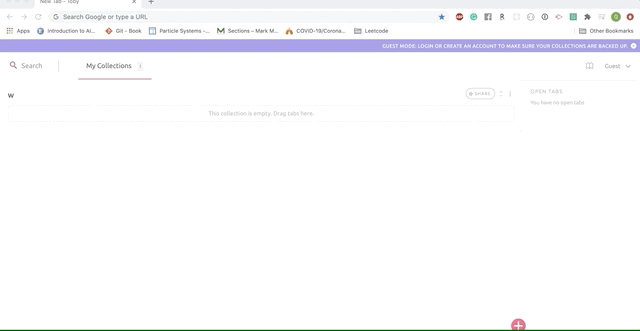 New Tab - Toby
Search Google or type a URL
Apps Introduction to AI... Git - Book Particle Systems -... Sections – Mark M... COVID-19/Corona... Leetcode Other Bookmarks
GUEST MODE: LOGIN OR CREATE AN ACCOUNT TO MAKE SURE YOUR COLLECTIONS ARE BACKED UP.
Search My Collections 1 Guest
w SHARE OPEN TABS
You have no open tabs
This collection is empty. Drag tabs here.